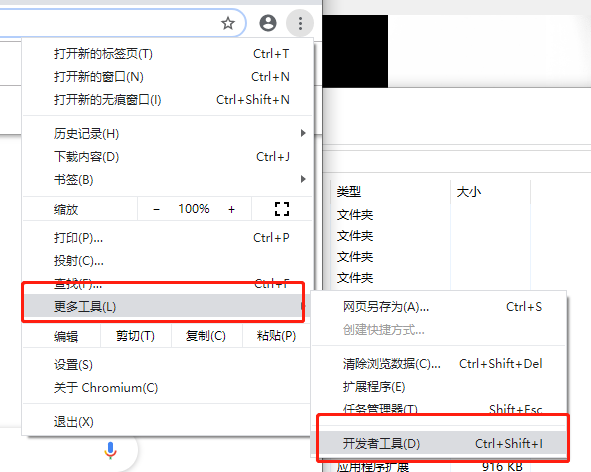 打开新的标签页(T) Ctrl+T
打开新的窗口(N) Ctrl+N
打开新的无痕窗口(I) Ctrl+Shift+N
历史记录(H)
下载内容(D) Ctrl+J
书签(B)
缩放 − 100% +
打印(P)... Ctrl+P
投射(C)...
查找(F)... Ctrl+F
更多工具(L)
编辑 剪切(T) 复制(C) 粘贴(P)
设置(S)
关于 Chromium(C)
退出(X)
类型 大小
文件夹
文件夹
文件夹
文件夹
网页另存为(A)... Ctrl+S
创建快捷方式...
清除浏览数据(C)... Ctrl+Shift+Del
扩展程序(E)
任务管理器(T) Shift+Esc
开发者工具(D) Ctrl+Shift+I
应用程序扩展 916 KB